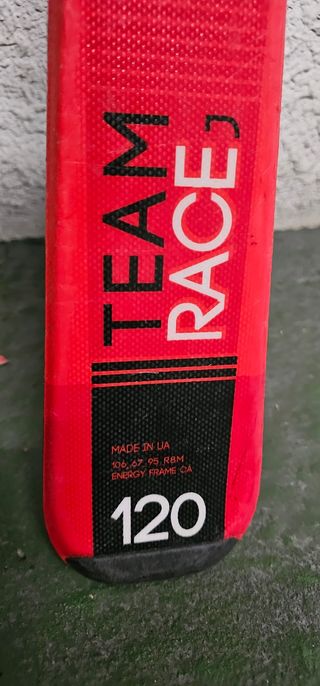 TEAM
RACE J
MADE IN UA
106_67_95 R8M
ENERGY FRAME CA
120